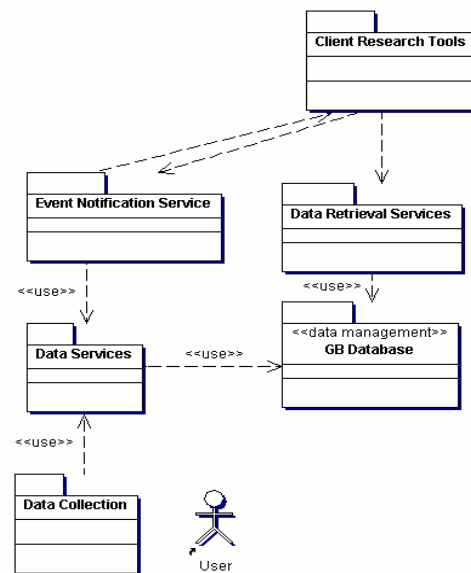 Client Research Tools
Event Notification Service
Data Retrieval Services
<<use>>
<<use>>
<<data management>>
GB Database
Data Services
<<use>>
<<use>>
Data Collection
User